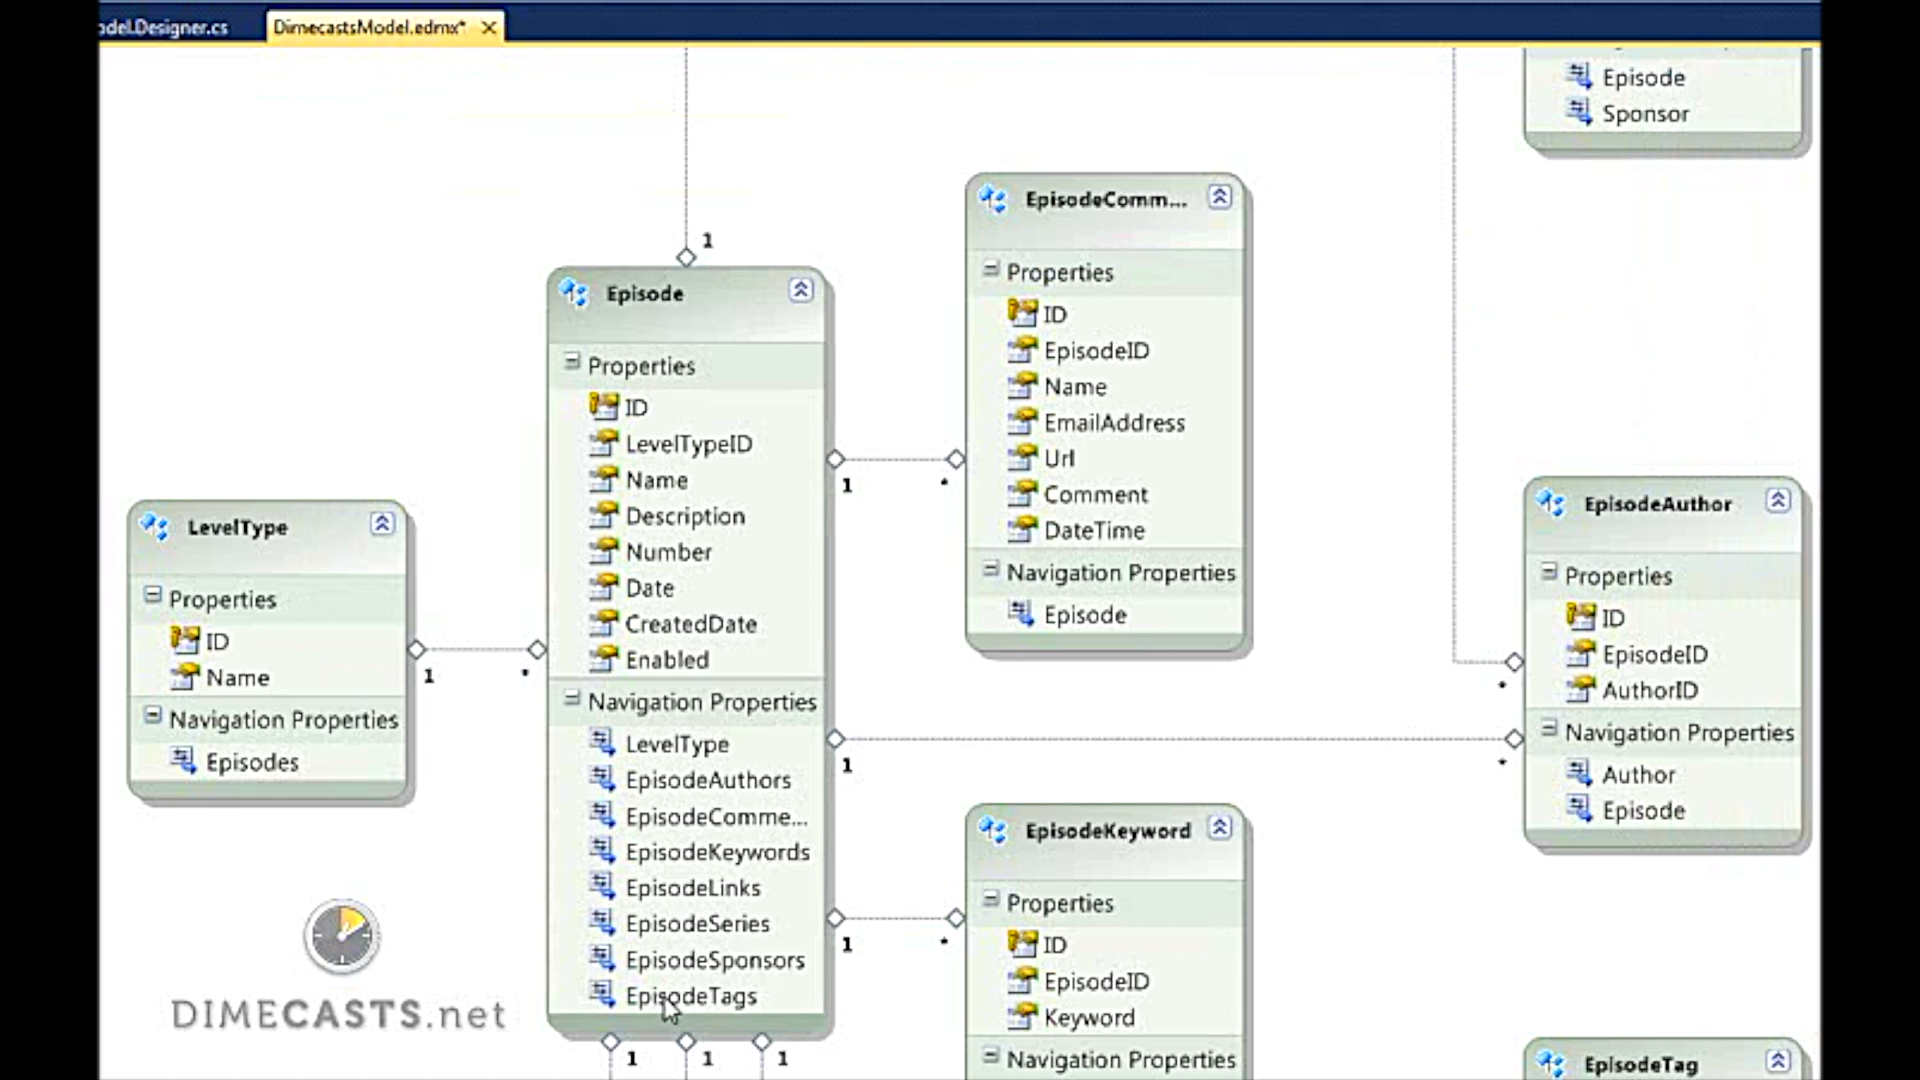 odel.Designer.cs
DimecastsModel.edmx*
Episode
Sponsor
EpisodeComm...
Properties
ID
EpisodeID
Name
EmailAddress
Url
Comment
DateTime
Navigation Properties
Episode
1
Episode
Properties
ID
LevelTypeID
Name
Description
Number
Date
CreatedDate
Enabled
Navigation Properties
LevelType
EpisodeAuthors
EpisodeComme...
EpisodeKeywords
EpisodeLinks
EpisodeSeries
EpisodeSponsors
EpisodeTags
1 *
LevelType
Properties
ID
Name
Navigation Properties
Episodes
1 *
EpisodeAuthor
Properties
ID
EpisodeID
AuthorID
Navigation Properties
Author
Episode
*
1 *
EpisodeKeyword
Properties
ID
EpisodeID
Keyword
Navigation Properties
1 *
DIMECASTS.net
1 1 1
EpisodeTag